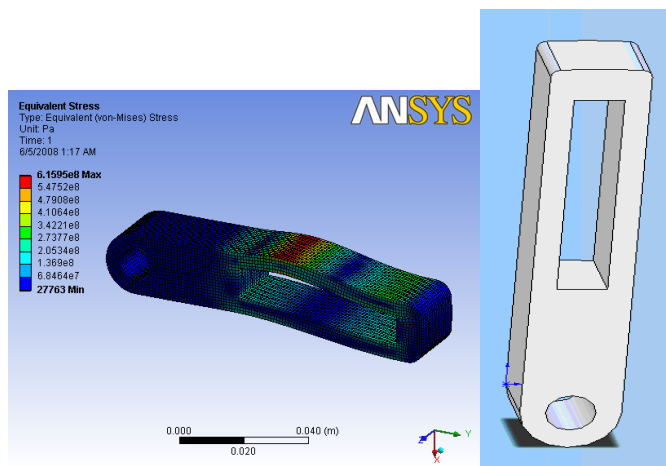 Equivalent Stress
Type: Equivalent (von-Mises) Stress
Unit: Pa
Time: 1
6/5/2008 1:17 AM
ANSYS
6.1595e8 Max
5.4752e8
4.7908e8
4.1064e8
3.4221e8
2.7377e8
2.0534e8
1.369e8
6.8464e7
27763 Min
0.000
0.040 (m)
0.020
Z
Y
X